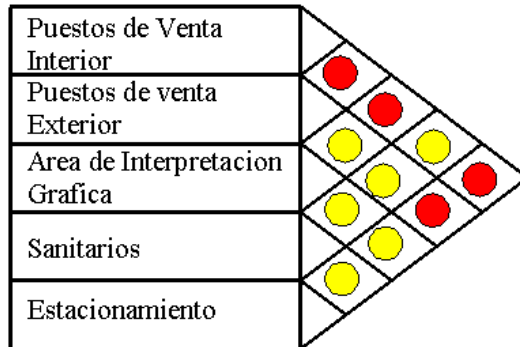 Puestos de Venta
Interior
Puestos de venta
Exterior
Area de Interpretacion
Grafica
Sanitarios
Estacionamiento